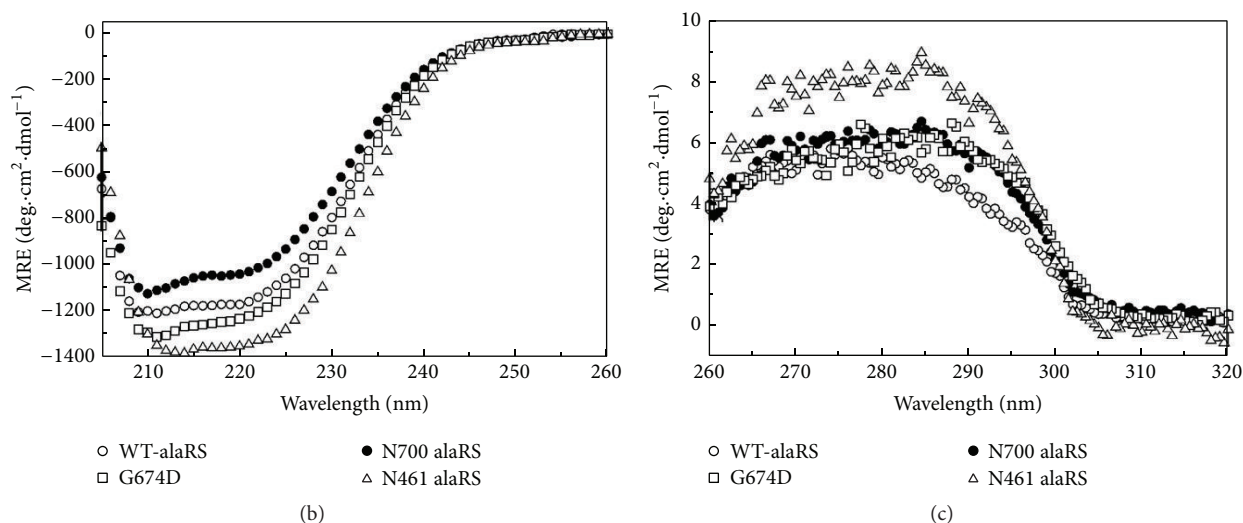 0
−200
−400
−600
−800
−1000
−1200
−1400
MRE (deg.·cm²·dmol⁻¹)
210 220 230 240 250 260
Wavelength (nm)
WT-alaRS
N700 alaRS
G674D
N461 alaRS
(b)
10
8
6
4
2
0
MRE (deg.·cm²·dmol⁻¹)
260 270 280 290 300 310 320
Wavelength (nm)
WT-alaRS
N700 alaRS
G674D
N461 alaRS
(c)